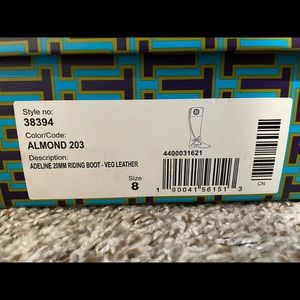 Style no:
38394
Color/Code:
ALMOND 203
Description:
ADELINE 20MM RIDING BOOT - VEG LEATHER
Size
8
4400031621
1 90041 56151 3
CN